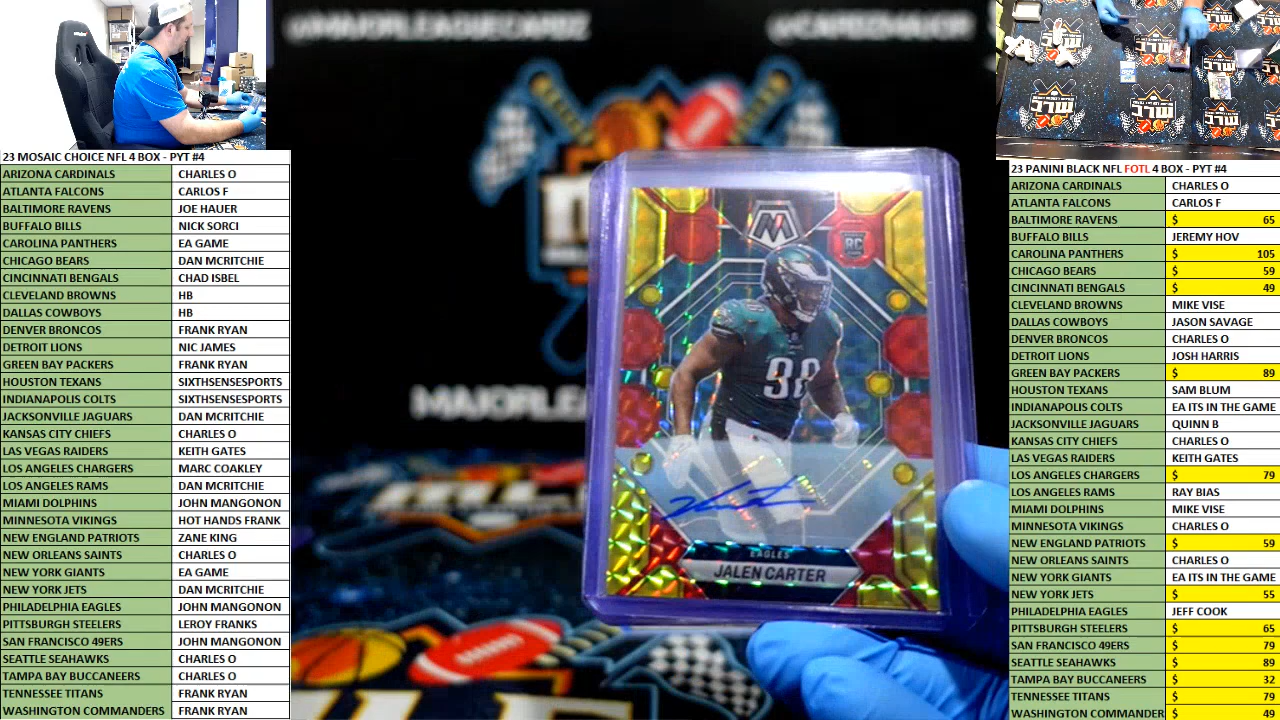 @MAJORLEAGUECARDZ
@CHRISMAJOR
23 MOSAIC CHOICE NFL 4 BOX - PYT #4
ARIZONA CARDINALS CHARLES O
ATLANTA FALCONS CARLOS F
BALTIMORE RAVENS JOE HAUER
BUFFALO BILLS NICK SORCI
CAROLINA PANTHERS EA GAME
CHICAGO BEARS DAN MCRITCHIE
CINCINNATI BENGALS CHAD ISBEL
CLEVELAND BROWNS HB
DALLAS COWBOYS HB
DENVER BRONCOS FRANK RYAN
DETROIT LIONS NIC JAMES
GREEN BAY PACKERS FRANK RYAN
HOUSTON TEXANS SIXTHSENSESPORTS
INDIANAPOLIS COLTS SIXTHSENSESPORTS
JACKSONVILLE JAGUARS DAN MCRITCHIE
KANSAS CITY CHIEFS CHARLES O
LAS VEGAS RAIDERS KEITH GATES
LOS ANGELES CHARGERS MARC COAKLEY
LOS ANGELES RAMS DAN MCRITCHIE
MIAMI DOLPHINS JOHN MANGONON
MINNESOTA VIKINGS HOT HANDS FRANK
NEW ENGLAND PATRIOTS ZANE KING
NEW ORLEANS SAINTS CHARLES O
NEW YORK GIANTS EA GAME
NEW YORK JETS DAN MCRITCHIE
PHILADELPHIA EAGLES JOHN MANGONON
PITTSBURGH STEELERS LEROY FRANKS
SAN FRANCISCO 49ERS JOHN MANGONON
SEATTLE SEAHAWKS CHARLES O
TAMPA BAY BUCCANEERS CHARLES O
TENNESSEE TITANS FRANK RYAN
WASHINGTON COMMANDERS FRANK RYAN
M
RC
98
EAGLES
JALEN CARTER
MAJORLEA
23 PANINI BLACK NFL FOTL 4 BOX - PYT #4
ARIZONA CARDINALS CHARLES O
ATLANTA FALCONS CARLOS F
BALTIMORE RAVENS $ 65
BUFFALO BILLS JEREMY HOV
CAROLINA PANTHERS $ 105
CHICAGO BEARS $ 59
CINCINNATI BENGALS $ 49
CLEVELAND BROWNS MIKE VISE
DALLAS COWBOYS JASON SAVAGE
DENVER BRONCOS CHARLES O
DETROIT LIONS JOSH HARRIS
GREEN BAY PACKERS $ 89
HOUSTON TEXANS SAM BLUM
INDIANAPOLIS COLTS EA ITS IN THE GAME
JACKSONVILLE JAGUARS QUINN B
KANSAS CITY CHIEFS CHARLES O
LAS VEGAS RAIDERS KEITH GATES
LOS ANGELES CHARGERS $ 79
LOS ANGELES RAMS RAY BIAS
MIAMI DOLPHINS MIKE VISE
MINNESOTA VIKINGS CHARLES O
NEW ENGLAND PATRIOTS $ 59
NEW ORLEANS SAINTS CHARLES O
NEW YORK GIANTS EA ITS IN THE GAME
NEW YORK JETS $ 55
PHILADELPHIA EAGLES JEFF COOK
PITTSBURGH STEELERS $ 65
SAN FRANCISCO 49ERS $ 79
SEATTLE SEAHAWKS $ 89
TAMPA BAY BUCCANEERS $ 32
TENNESSEE TITANS $ 79
WASHINGTON COMMANDER $ 49